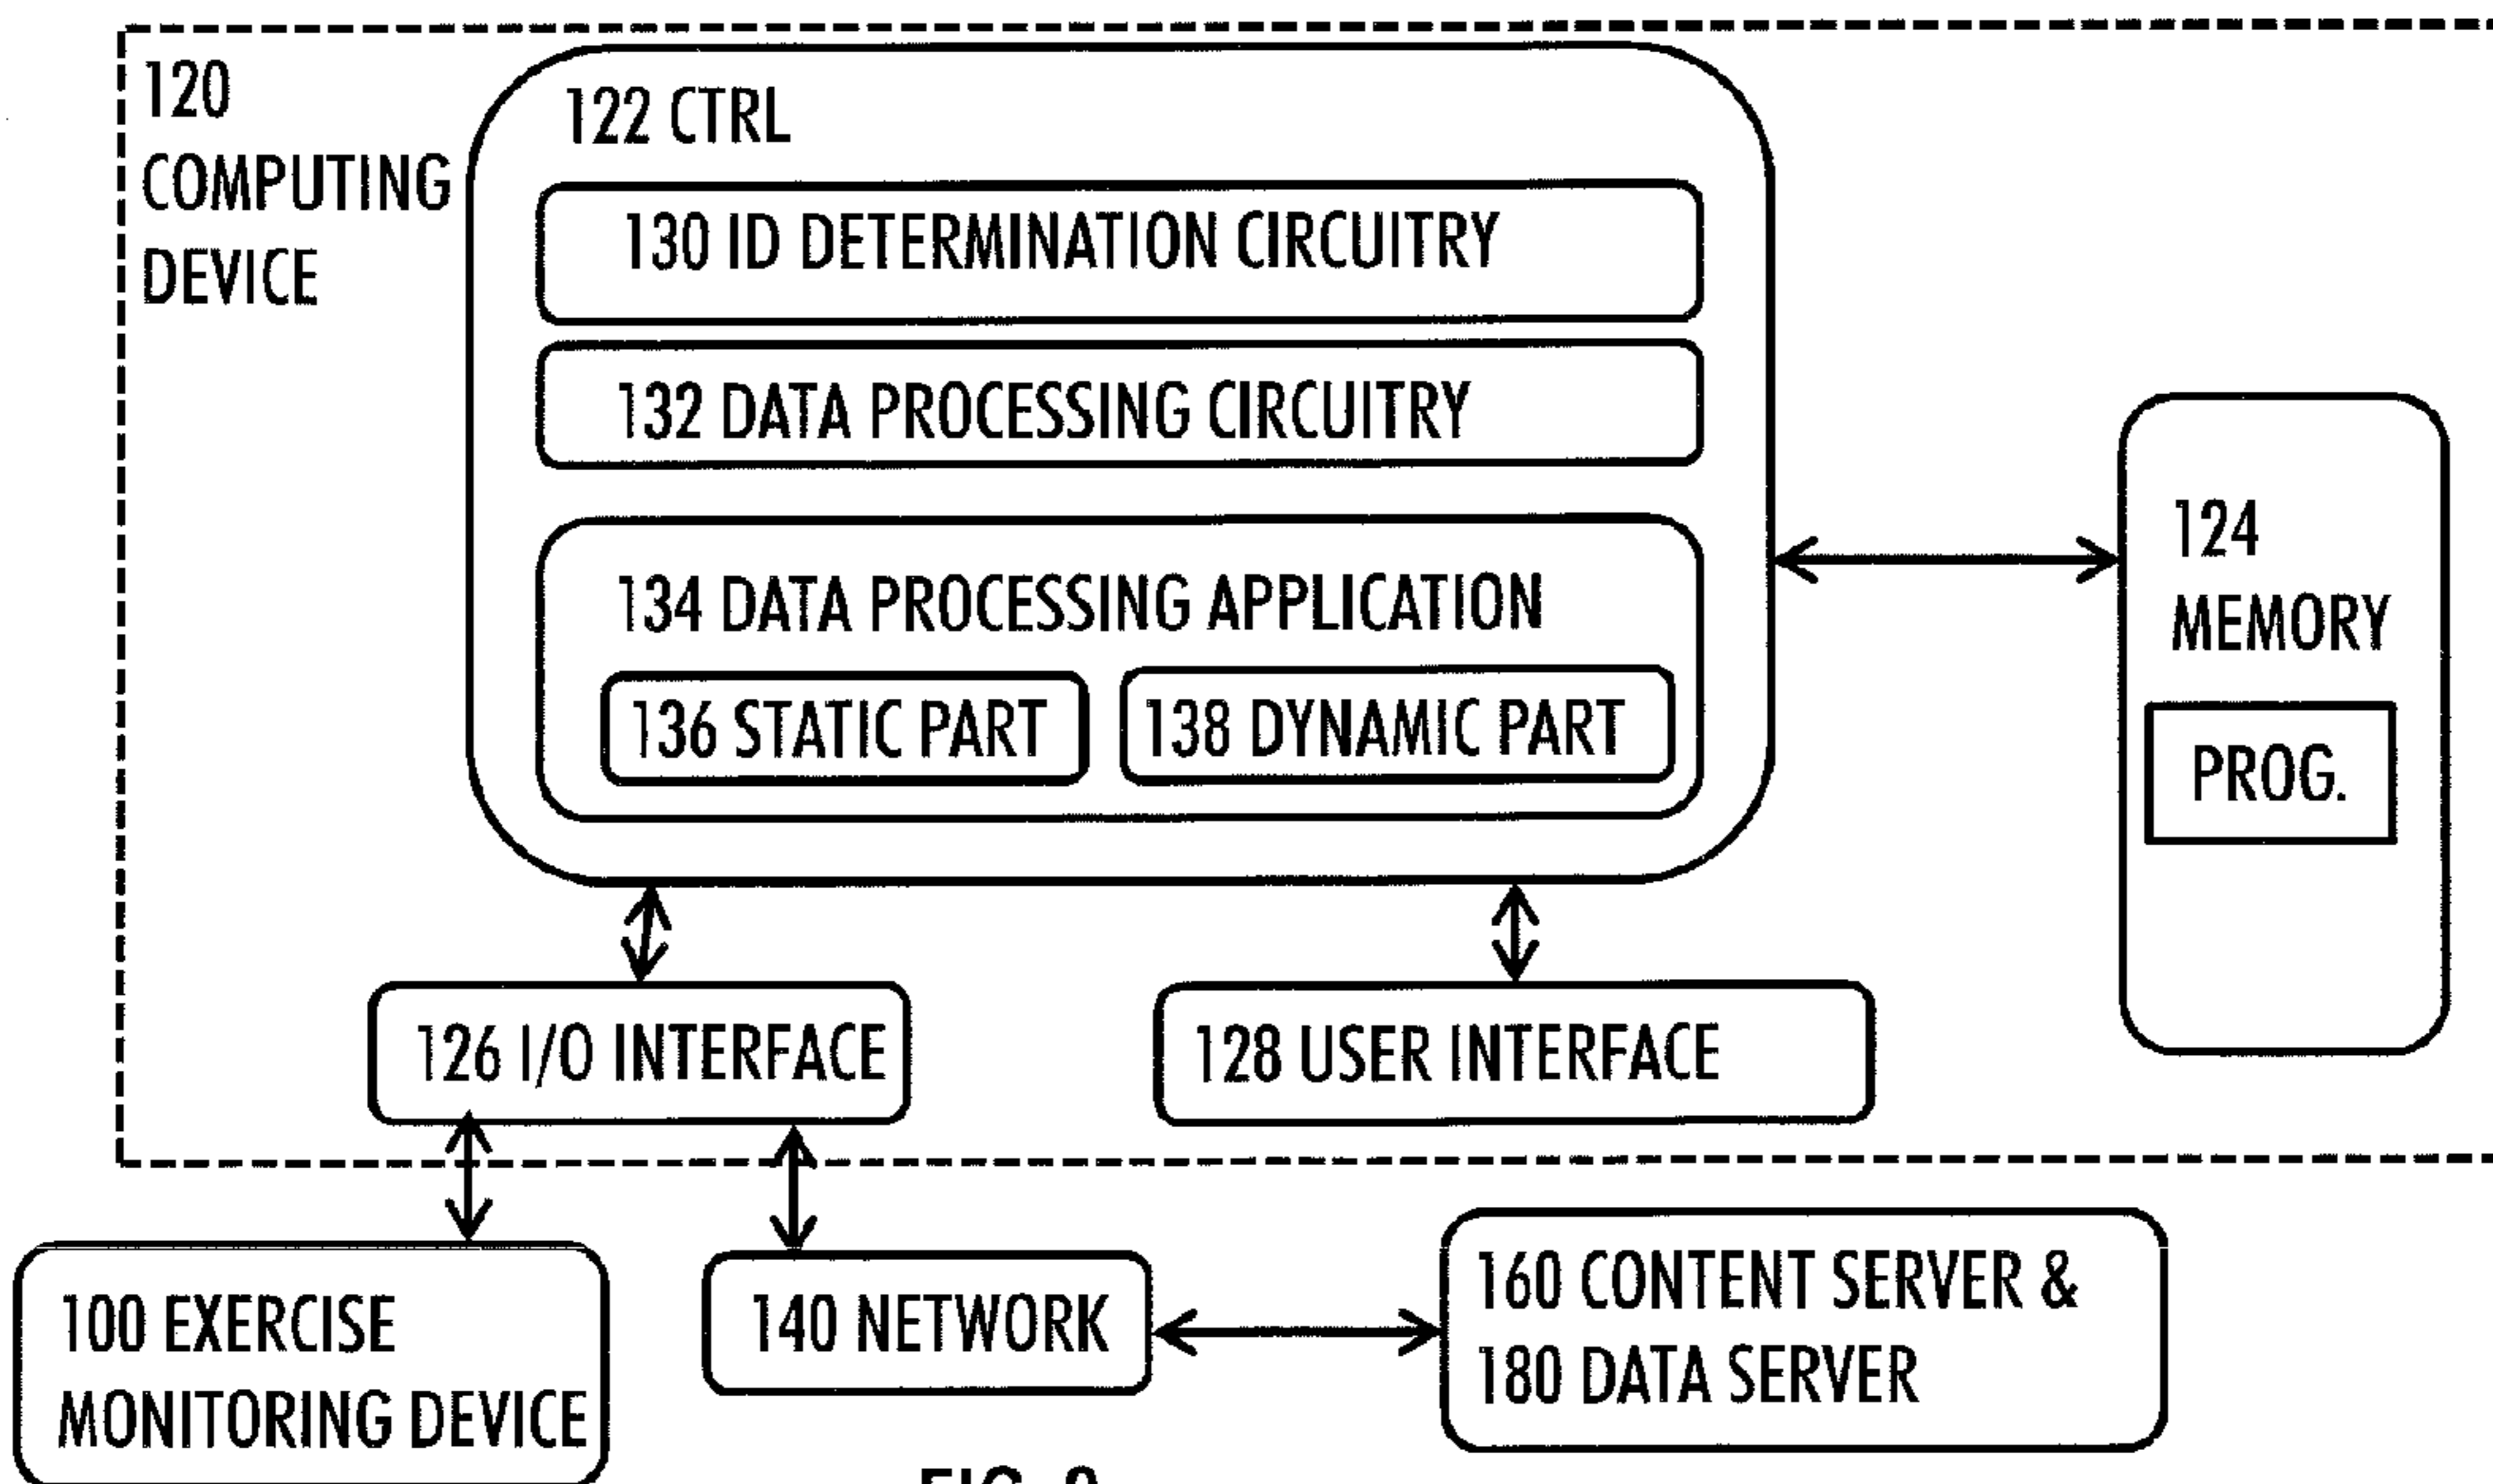 120
COMPUTING
DEVICE
122 CTRL
130 ID DETERMINATION CIRCUITRY
132 DATA PROCESSING CIRCUITRY
134 DATA PROCESSING APPLICATION
136 STATIC PART
138 DYNAMIC PART
124
MEMORY
PROG.
126 I/O INTERFACE
128 USER INTERFACE
100 EXERCISE
MONITORING DEVICE
140 NETWORK
160 CONTENT SERVER &
180 DATA SERVER
FIG.